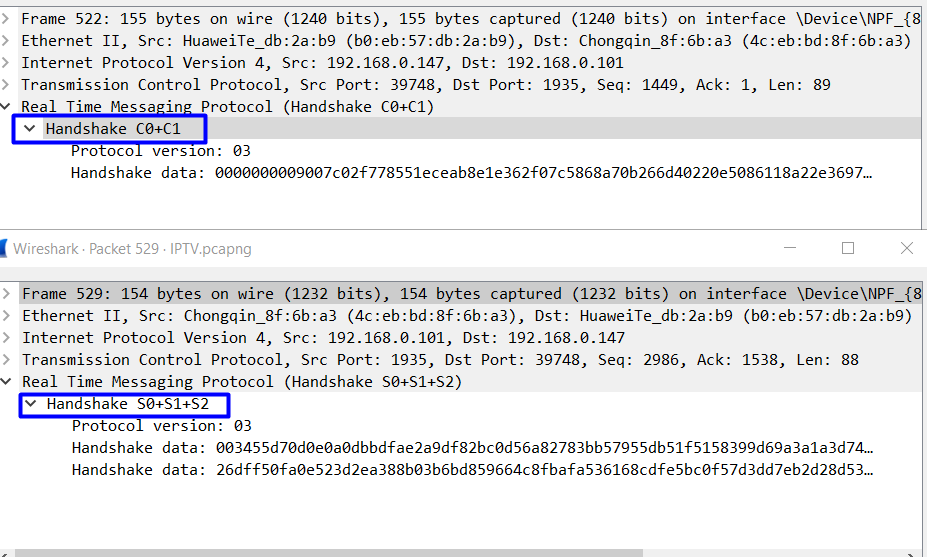 Frame 522: 155 bytes on wire (1240 bits), 155 bytes captured (1240 bits) on interface \Device\NPF_{8
Ethernet II, Src: HuaweiTe_db:2a:b9 (b0:eb:57:db:2a:b9), Dst: Chongqin_8f:6b:a3 (4c:eb:bd:8f:6b:a3)
Internet Protocol Version 4, Src: 192.168.0.147, Dst: 192.168.0.101
Transmission Control Protocol, Src Port: 39748, Dst Port: 1935, Seq: 1449, Ack: 1, Len: 89
Real Time Messaging Protocol (Handshake C0+C1)
Handshake C0+C1
Protocol version: 03
Handshake data: 0000000009007c02f778551eceab8e1e362f07c5868a70b266d40220e5086118a22e3697…
Wireshark · Packet 529 · IPTV.pcapng
Frame 529: 154 bytes on wire (1232 bits), 154 bytes captured (1232 bits) on interface \Device\NPF_{8
Ethernet II, Src: Chongqin_8f:6b:a3 (4c:eb:bd:8f:6b:a3), Dst: HuaweiTe_db:2a:b9 (b0:eb:57:db:2a:b9)
Internet Protocol Version 4, Src: 192.168.0.101, Dst: 192.168.0.147
Transmission Control Protocol, Src Port: 1935, Dst Port: 39748, Seq: 2986, Ack: 1538, Len: 88
Real Time Messaging Protocol (Handshake S0+S1+S2)
Handshake S0+S1+S2
Protocol version: 03
Handshake data: 003455d70d0e0a0dbbdfae2a9df82bc0d56a82783bb57955db51f5158399d69a3a1a3d74…
Handshake data: 26dff50fa0e523d2ea388b03b6bd859664c8fbafa536168cdfe5bc0f57d3dd7eb2d28d53…